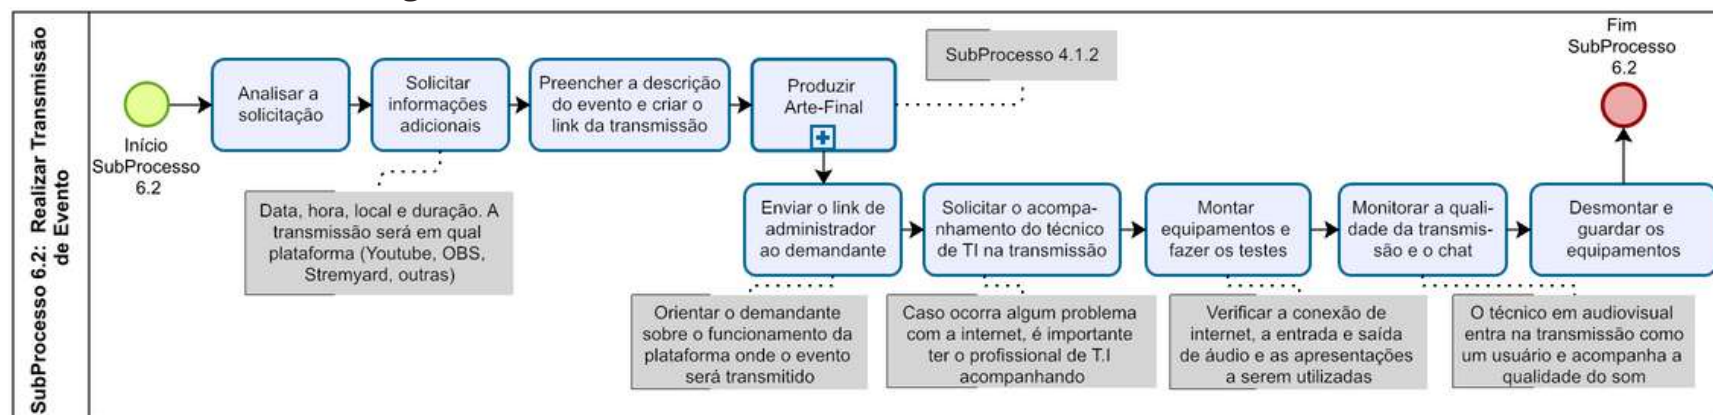 SubProcesso 6.2: Realizar Transmissão
de Evento
Início
SubProcesso
6.2
Analisar a
solicitação
Solicitar
informações
adicionais
Data, hora, local e duração. A
transmissão será em qual
plataforma (Youtube, OBS,
Stremyard, outras)
Preencher a descrição
do evento e criar o
link da transmissão
Produzir
Arte-Final
SubProcesso 4.1.2
Enviar o link de
administrador
ao demandante
Orientar o demandante
sobre o funcionamento da
plataforma onde o evento
será transmitido
Solicitar o acompa-
nhamento do técnico
de TI na transmissão
Caso ocorra algum problema
com a internet, é importante
ter o profissional de T.I
acompanhando
Montar
equipamentos e
fazer os testes
Verificar a conexão de
internet, a entrada e saída
de áudio e as apresentações
a serem utilizadas
Monitorar a quali-
dade da transmis-
são e o chat
O técnico em audiovisual
entra na transmissão como
um usuário e acompanha a
qualidade do som
Desmontar e
guardar os
equipamentos
Fim
SubProcesso
6.2